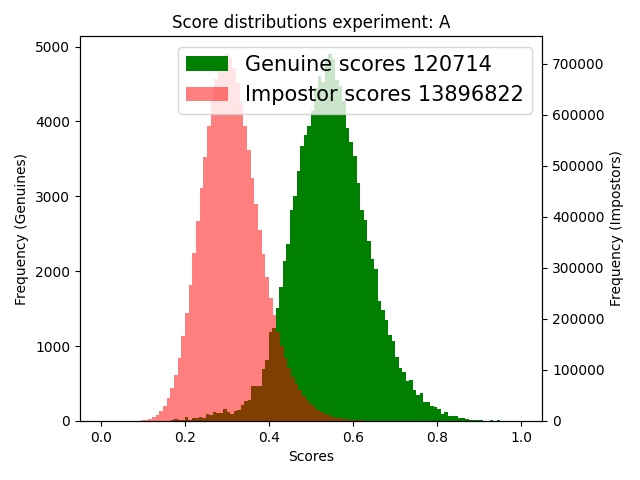 Score distributions experiment: A
Genuine scores 120714
Impostor scores 13896822
Frequency (Genuines)
5000
4000
3000
2000
1000
0
700000
600000
500000
400000
300000
200000
100000
0
Frequency (Impostors)
0.0 0.2 0.4 0.6 0.8 1.0
Scores